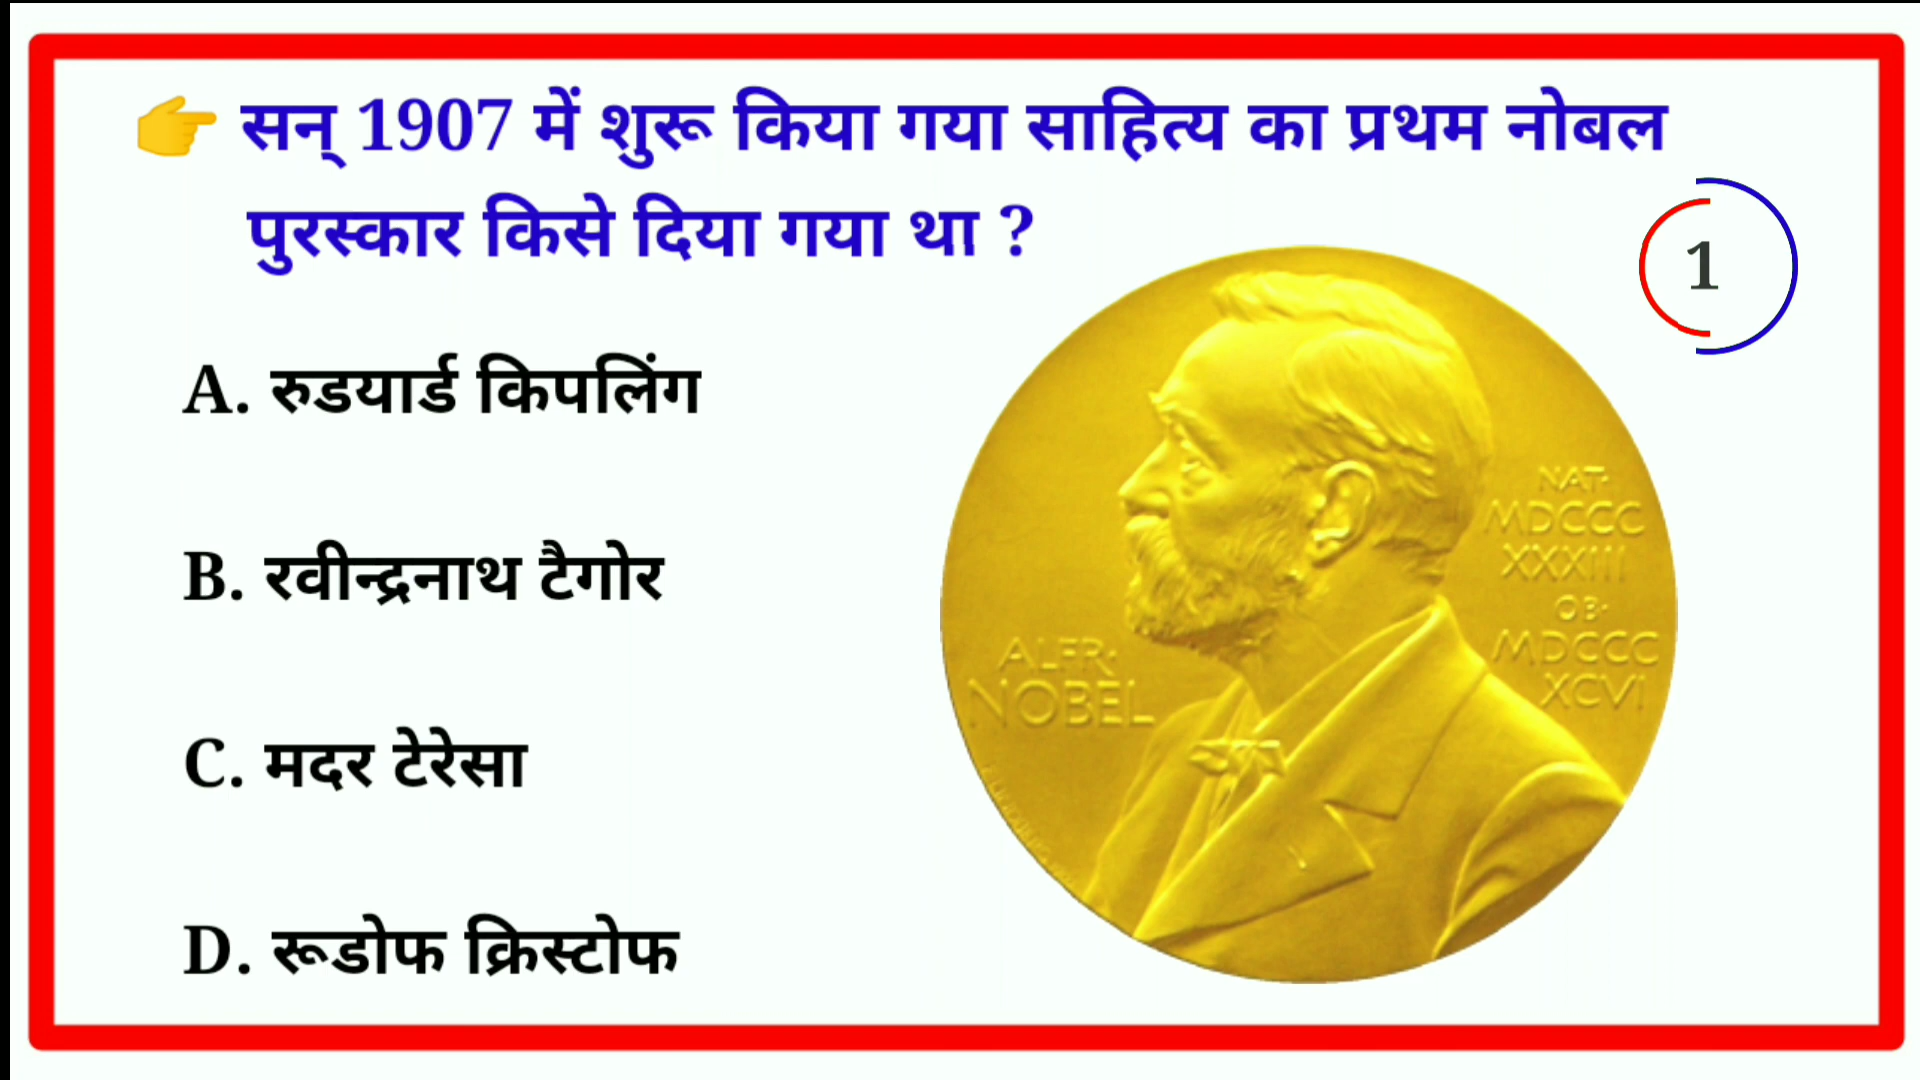 👉 सन् 1907 में शुरू किया गया साहित्य का प्रथम नोबल
पुरस्कार किसे दिया गया था ?
1
A. रुडयार्ड किपलिंग
B. रवीन्द्रनाथ टैगोर
C. मदर टेरेसा
D. रूडोफ क्रिस्टोफ
NAT·
MDCCC
XXXIII
OB·
MDCCC
XCVI
ALFR·
NOBEL